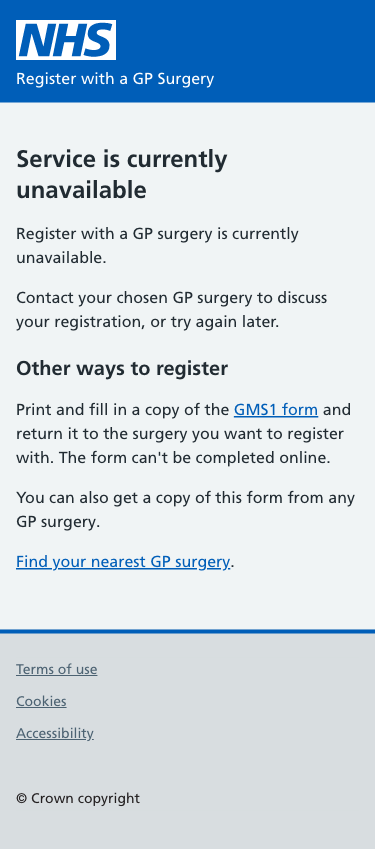 NHS
Register with a GP Surgery
Service is currently
unavailable
Register with a GP surgery is currently
unavailable.
Contact your chosen GP surgery to discuss
your registration, or try again later.
Other ways to register
Print and fill in a copy of the GMS1 form and
return it to the surgery you want to register
with. The form can't be completed online.
You can also get a copy of this form from any
GP surgery.
Find your nearest GP surgery.
Terms of use
Cookies
Accessibility
© Crown copyright